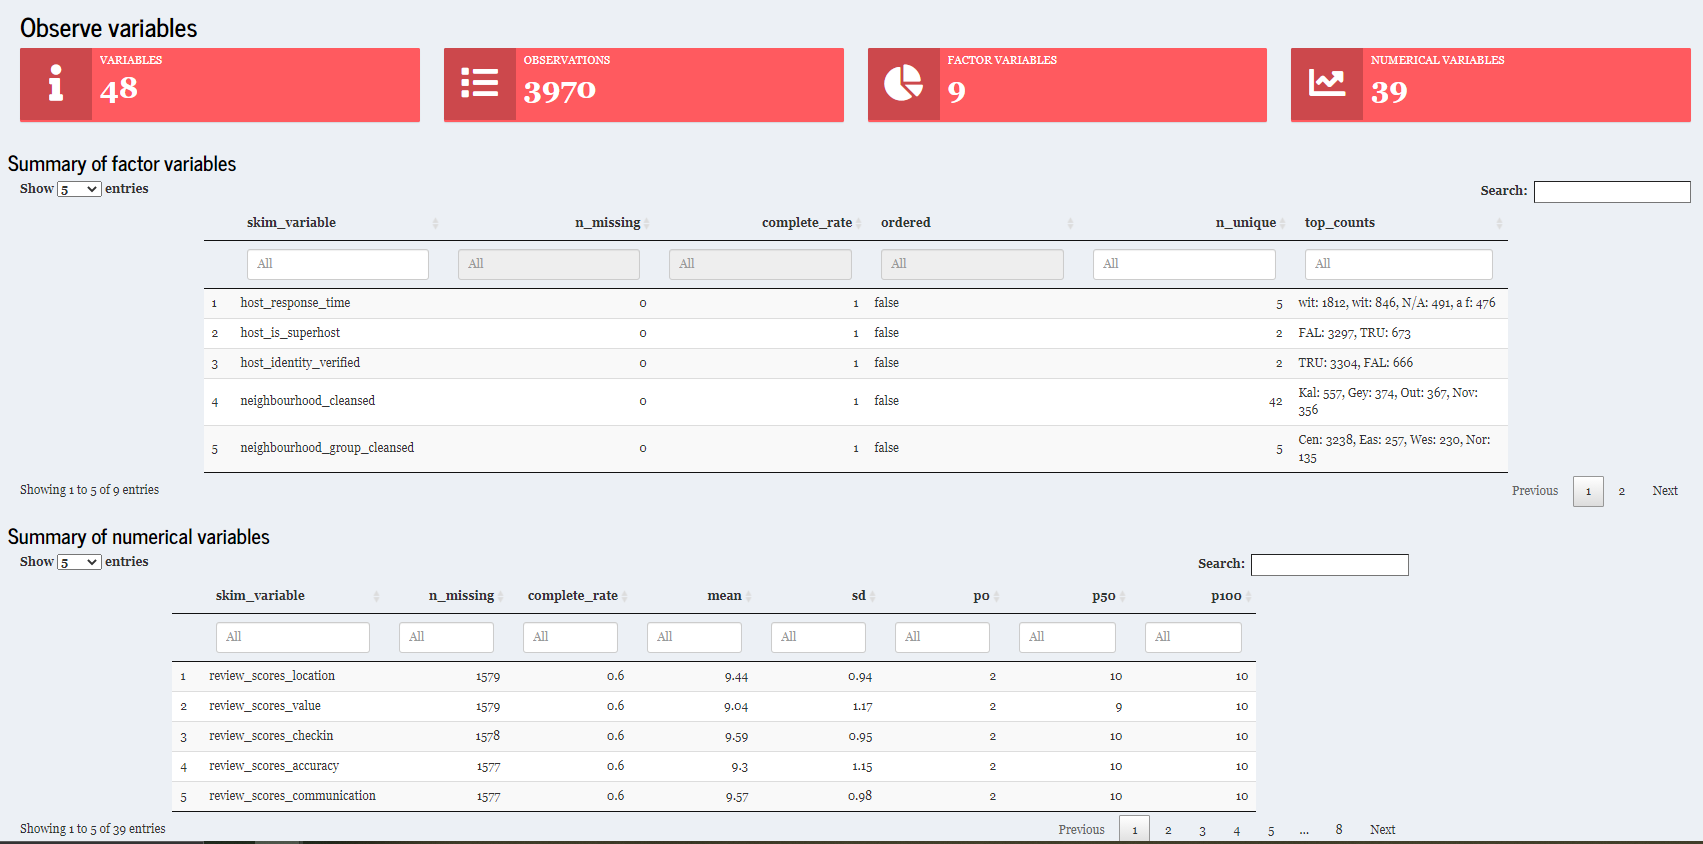 Observe variables
VARIABLES
48
OBSERVATIONS
3970
FACTOR VARIABLES
9
NUMERICAL VARIABLES
39
Summary of factor variables
Show 5 entries
Search:
skim_variable n_missing complete_rate ordered n_unique top_counts
All All All All All All
1 host_response_time 0 1 false 5 wit: 1812, wit: 846, N/A: 491, a f: 476
2 host_is_superhost 0 1 false 2 FAL: 3297, TRU: 673
3 host_identity_verified 0 1 false 2 TRU: 3304, FAL: 666
4 neighbourhood_cleansed 0 1 false 42 Kal: 557, Gey: 374, Out: 367, Nov:
356
5 neighbourhood_group_cleansed 0 1 false 5 Cen: 3238, Eas: 257, Wes: 230, Nor:
135
Showing 1 to 5 of 9 entries
Previous 1 2 Next
Summary of numerical variables
Show 5 entries
Search:
skim_variable n_missing complete_rate mean sd p0 p50 p100
All All All All All All All All
1 review_scores_location 1579 0.6 9.44 0.94 2 10 10
2 review_scores_value 1579 0.6 9.04 1.17 2 9 10
3 review_scores_checkin 1578 0.6 9.59 0.95 2 10 10
4 review_scores_accuracy 1577 0.6 9.3 1.15 2 10 10
5 review_scores_communication 1577 0.6 9.57 0.98 2 10 10
Showing 1 to 5 of 39 entries
Previous 1 2 3 4 5 ... 8 Next